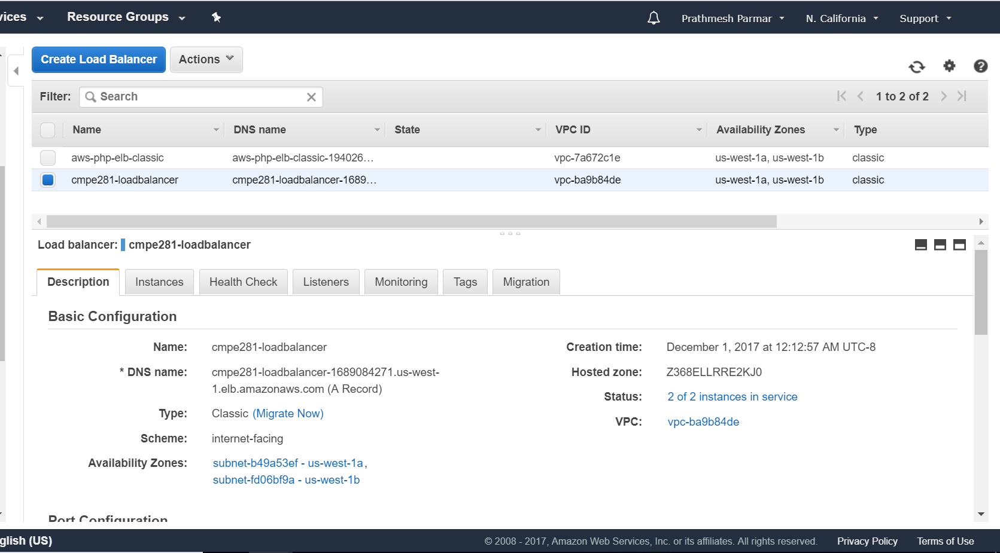 Resource Groups
Prathmesh Parmar
N. California
Support
Create Load Balancer
Actions
Filter:
Search
1 to 2 of 2
Name
DNS name
State
VPC ID
Availability Zones
Type
aws-php-elb-classic
aws-php-elb-classic-194026...
vpc-7a672c1e
us-west-1a, us-west-1b
classic
cmpe281-loadbalancer
cmpe281-loadbalancer-1689...
vpc-ba9b84de
us-west-1a, us-west-1b
classic
Load balancer: cmpe281-loadbalancer
Description
Instances
Health Check
Listeners
Monitoring
Tags
Migration
Basic Configuration
Name: cmpe281-loadbalancer
Creation time: December 1, 2017 at 12:12:57 AM UTC-8
* DNS name: cmpe281-loadbalancer-1689084271.us-west-
1.elb.amazonaws.com (A Record)
Hosted zone: Z368ELLRRE2KJ0
Status: 2 of 2 instances in service
Type: Classic (Migrate Now)
VPC: vpc-ba9b84de
Scheme: internet-facing
Availability Zones: subnet-b49a53ef - us-west-1a,
subnet-fd06bf9a - us-west-1b
Port Configuration
glish (US)
© 2008 - 2017, Amazon Web Services, Inc. or its affiliates. All rights reserved.
Privacy Policy
Terms of Use